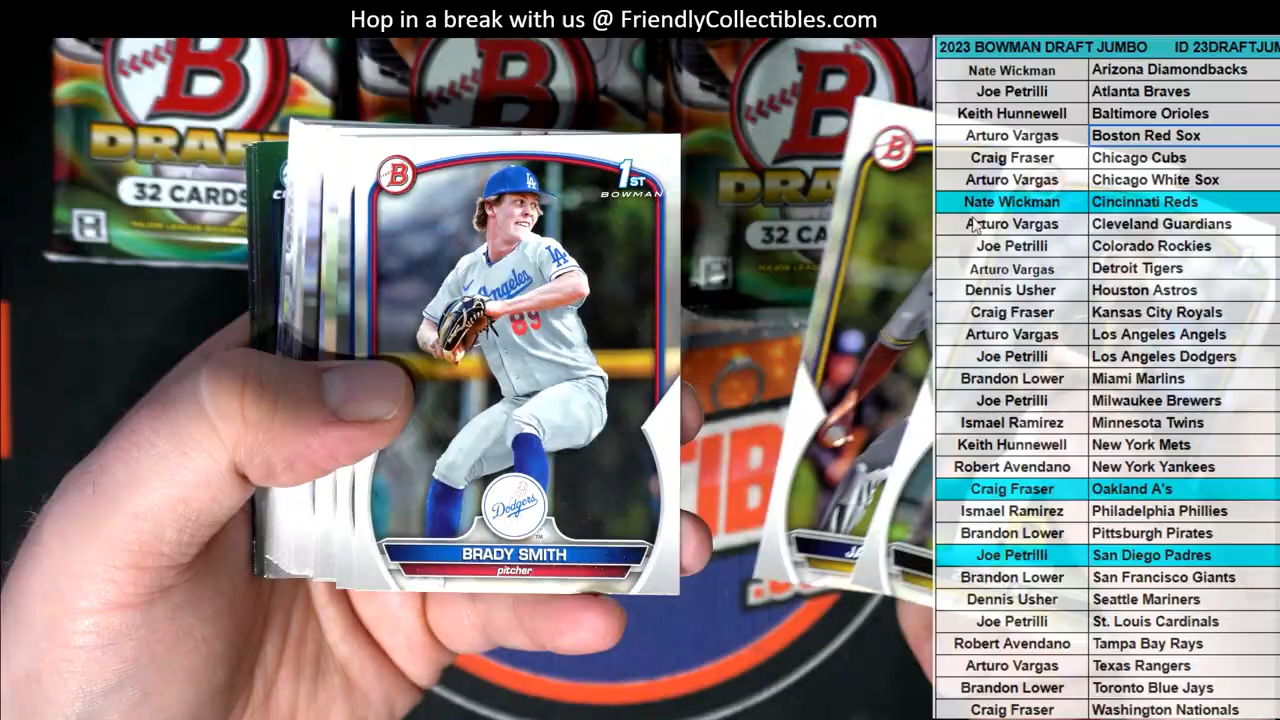 Hop in a break with us @ FriendlyCollectibles.com
2023 BOWMAN DRAFT JUMBO ID 23DRAFTJUM
Nate Wickman Arizona Diamondbacks
Joe Petrilli Atlanta Braves
Keith Hunnewell Baltimore Orioles
Arturo Vargas Boston Red Sox
Craig Fraser Chicago Cubs
Arturo Vargas Chicago White Sox
Nate Wickman Cincinnati Reds
Arturo Vargas Cleveland Guardians
Joe Petrilli Colorado Rockies
Arturo Vargas Detroit Tigers
Dennis Usher Houston Astros
Craig Fraser Kansas City Royals
Arturo Vargas Los Angeles Angels
Joe Petrilli Los Angeles Dodgers
Brandon Lower Miami Marlins
Joe Petrilli Milwaukee Brewers
Ismael Ramirez Minnesota Twins
Keith Hunnewell New York Mets
Robert Avendano New York Yankees
Craig Fraser Oakland A's
Ismael Ramirez Philadelphia Phillies
Brandon Lower Pittsburgh Pirates
Joe Petrilli San Diego Padres
Brandon Lower San Francisco Giants
Dennis Usher Seattle Mariners
Joe Petrilli St. Louis Cardinals
Robert Avendano Tampa Bay Rays
Arturo Vargas Texas Rangers
Brandon Lower Toronto Blue Jays
Craig Fraser Washington Nationals
B
DRAFT
32 CARDS
B
DRA
32 CA
B
1ST
BOWMAN
LA
LA
Angeles
89
Dodgers
BRADY SMITH
pitcher
B
TIB